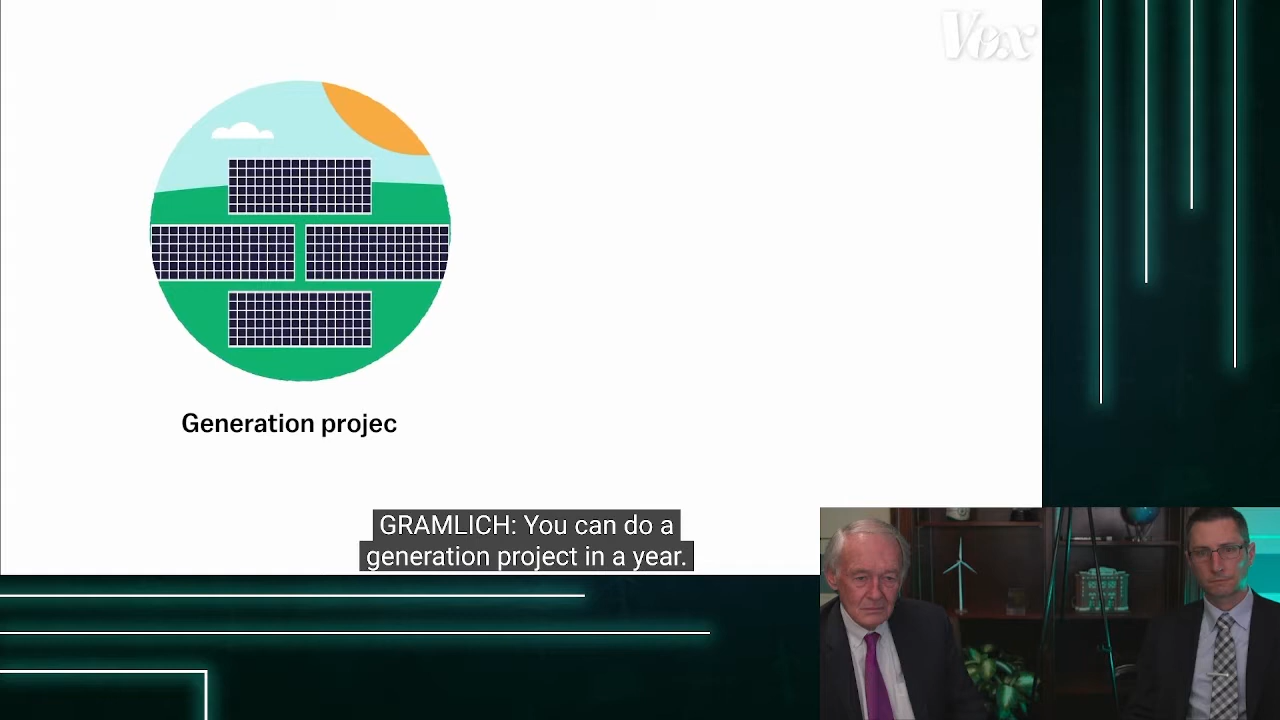 Vox
Generation projec
GRAMLICH: You can do a
generation project in a year.